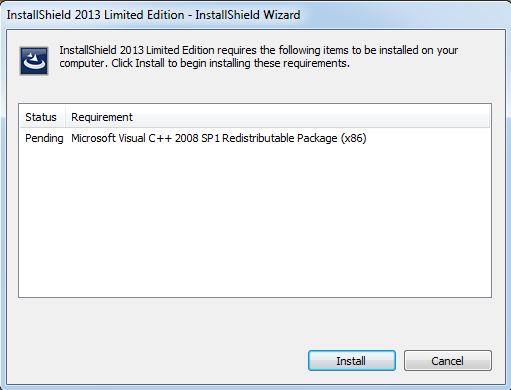 InstallShield 2013 Limited Edition - InstallShield Wizard
InstallShield 2013 Limited Edition requires the following items to be installed on your
computer. Click Install to begin installing these requirements.
Status Requirement
Pending Microsoft Visual C++ 2008 SP1 Redistributable Package (x86)
Install Cancel